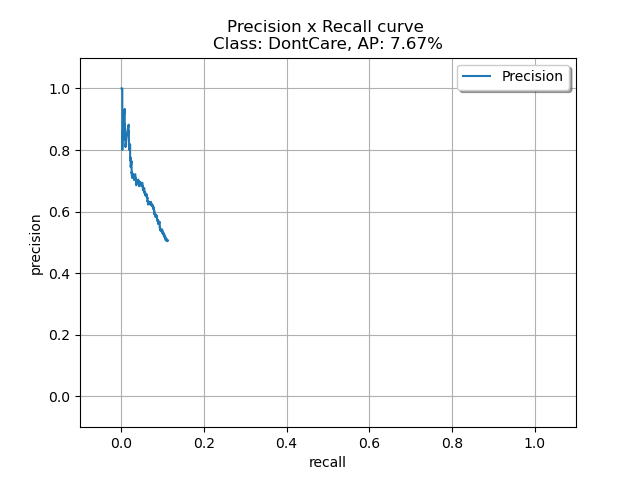 Precision x Recall curve
Class: DontCare, AP: 7.67%
Precision
1.0
0.8
0.6
0.4
0.2
0.0
precision
0.0 0.2 0.4 0.6 0.8 1.0
recall